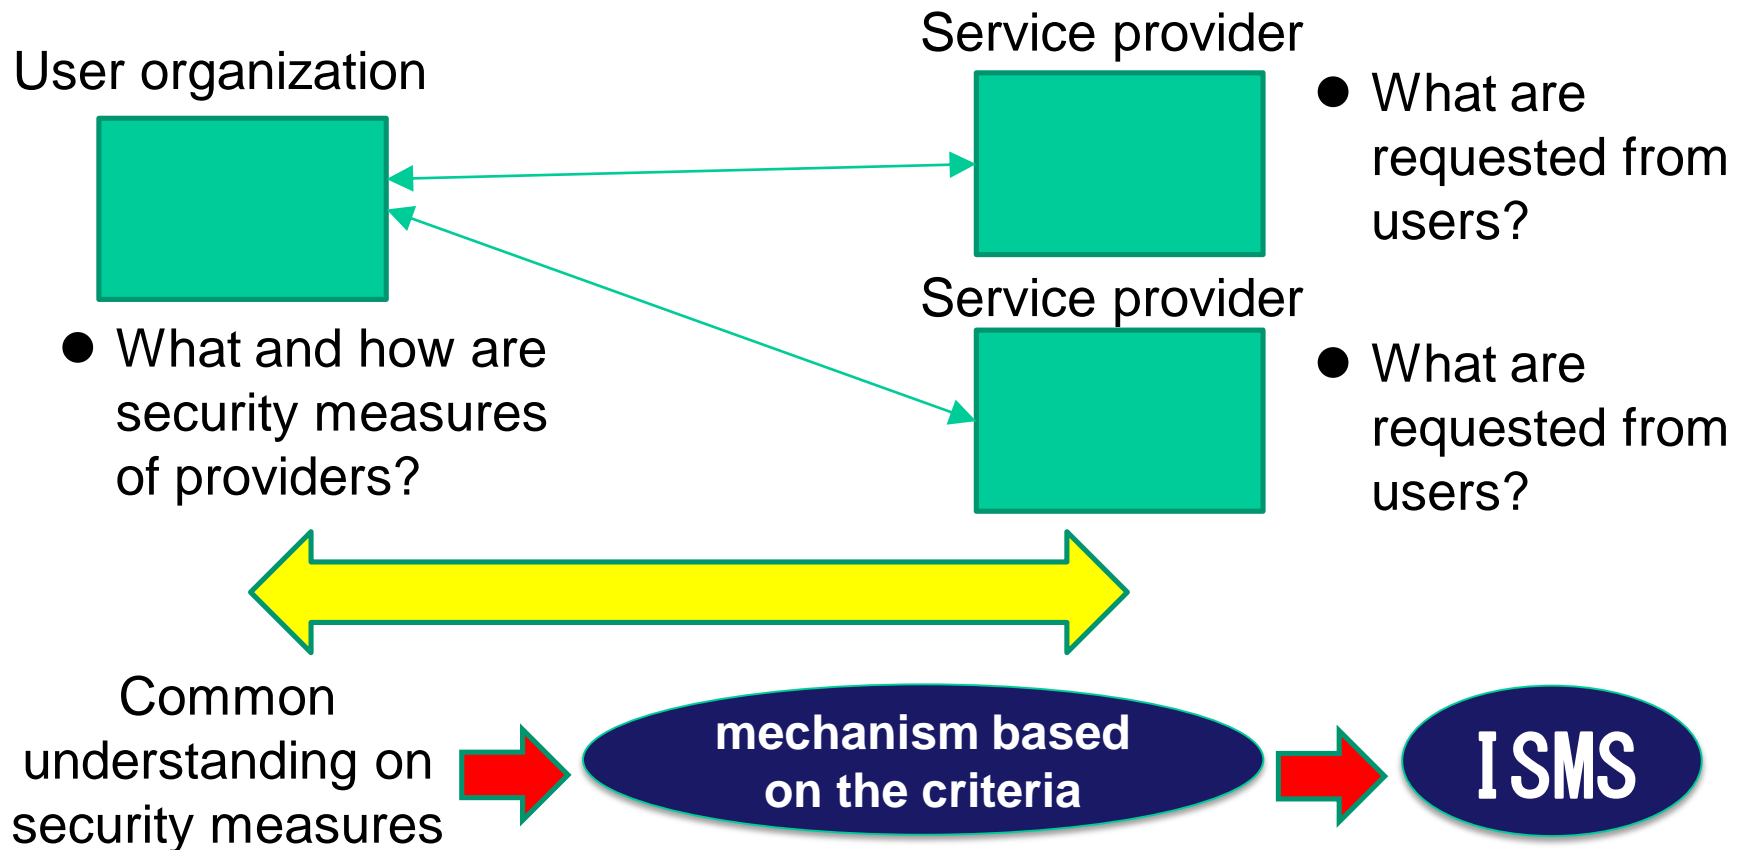 User organization
● What and how are
security measures
of providers?
Service provider
● What are
requested from
users?
Service provider
● What are
requested from
users?
Common
understanding on
security measures
mechanism based
on the criteria
ISMS